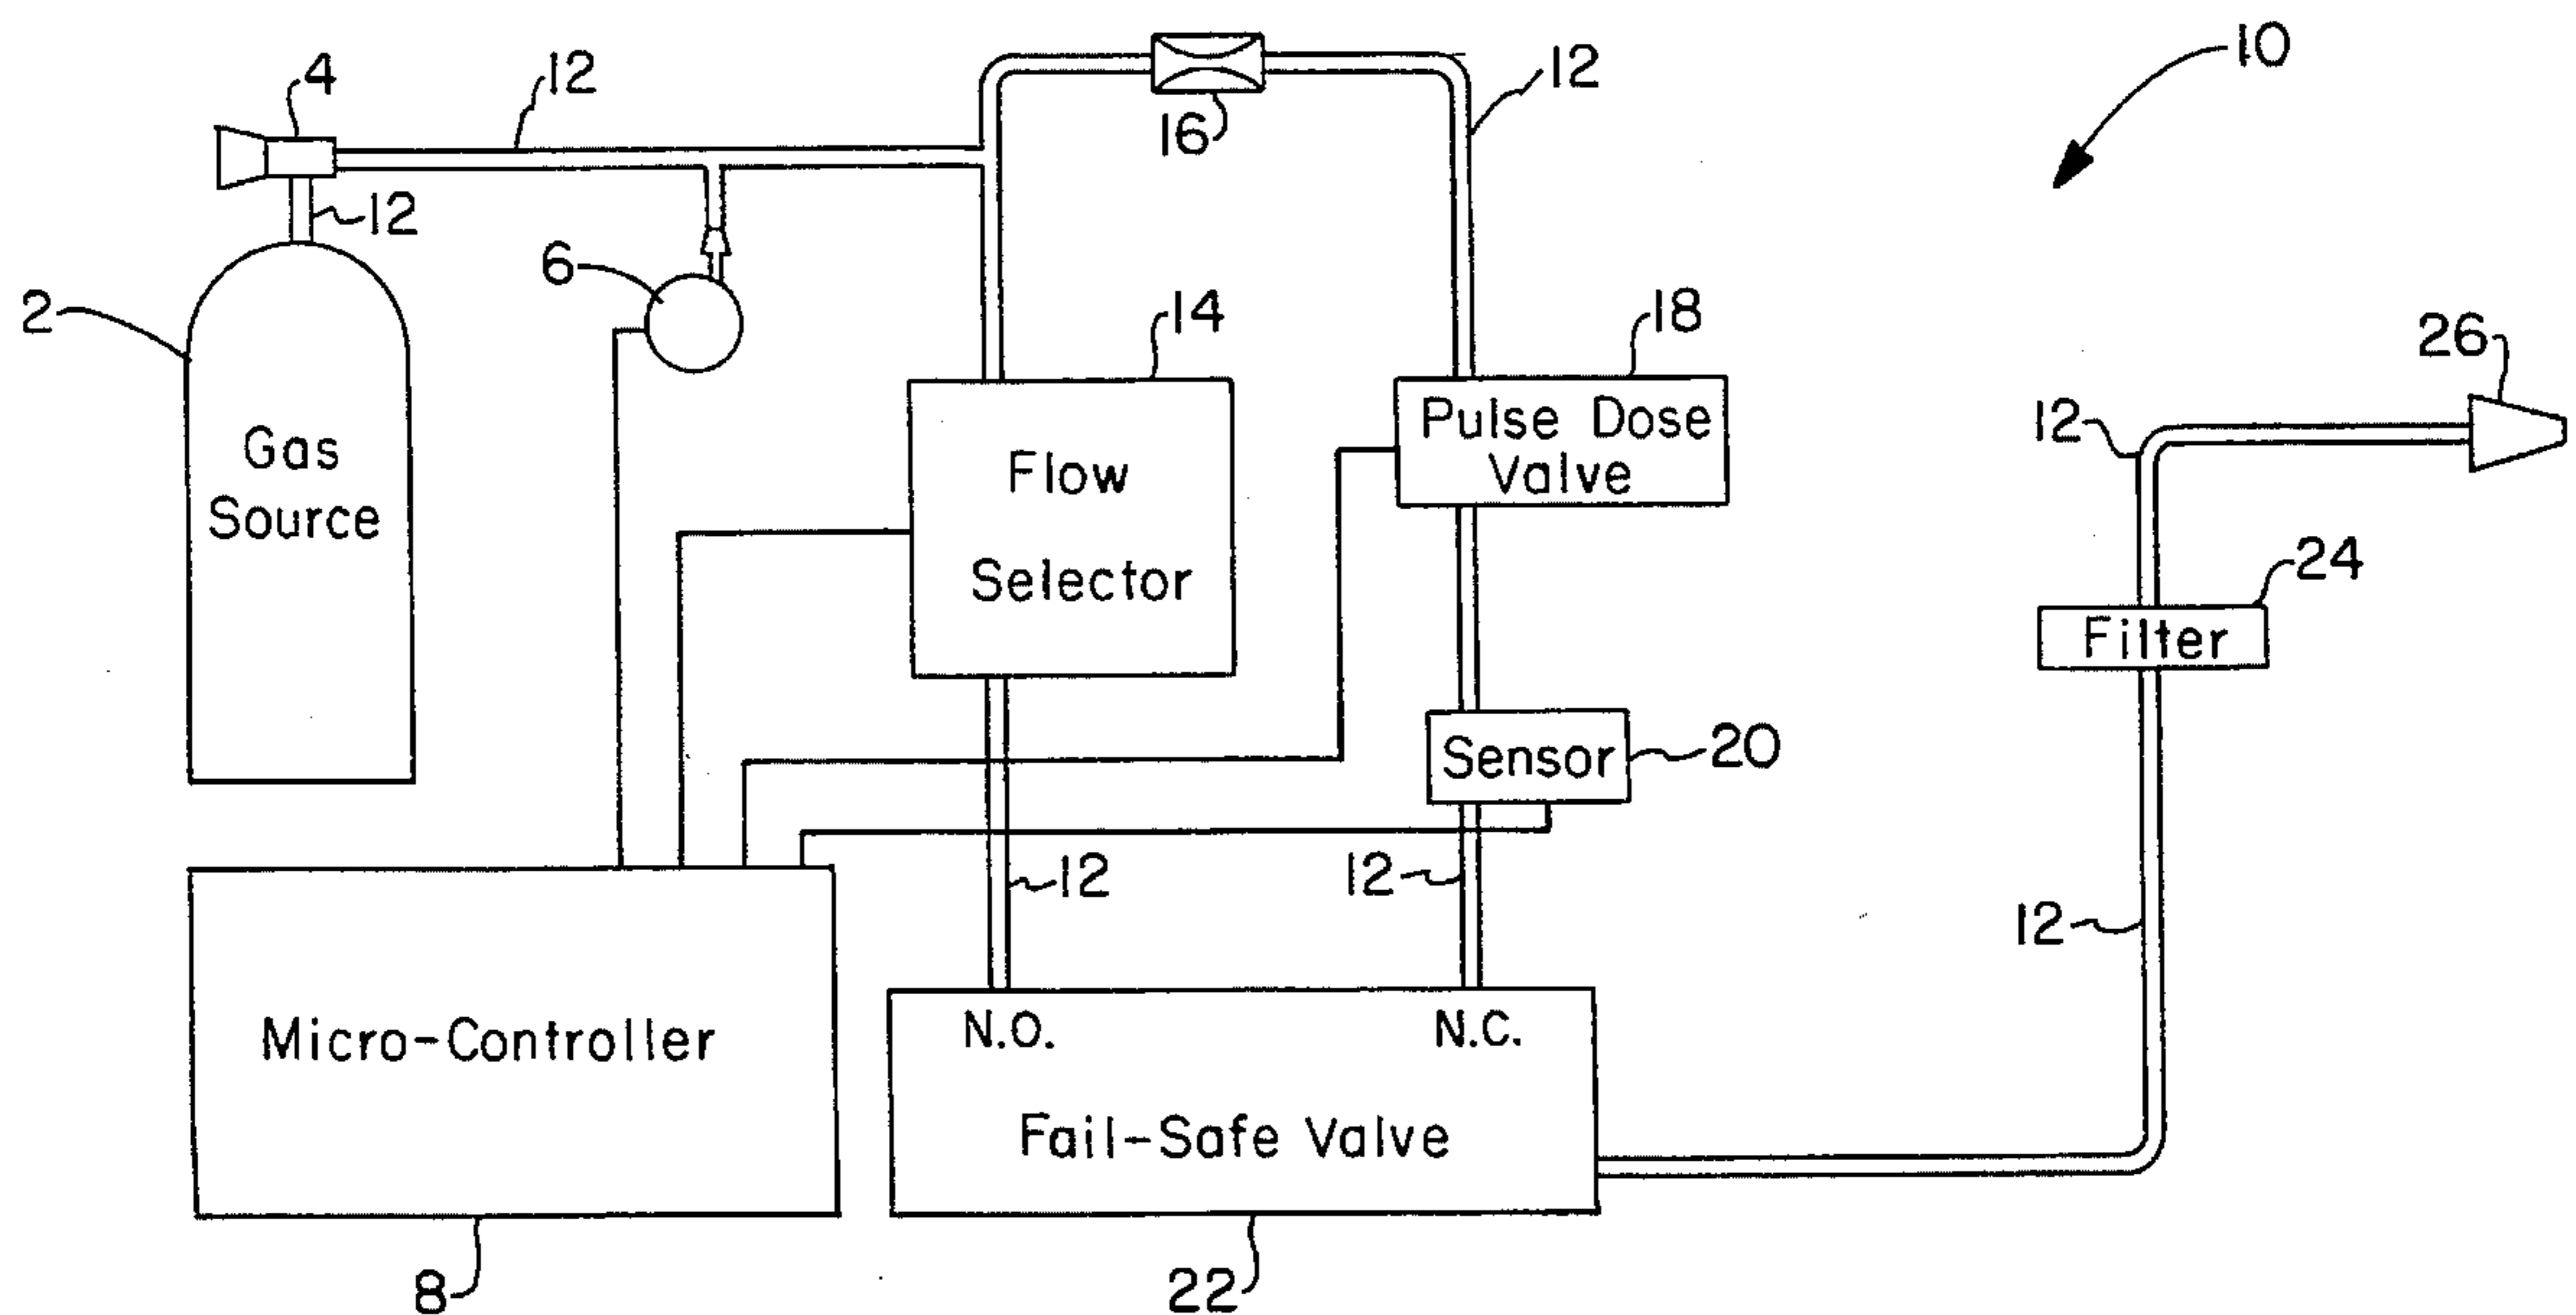 10
4
12
12
16
12
6
2
14
18
26
12
Gas
Source
Flow
Selector
Pulse Dose
Valve
24
Filter
Sensor
20
12
12
12
Micro-Controller
N.O.
N.C.
Fail-Safe Valve
8
22